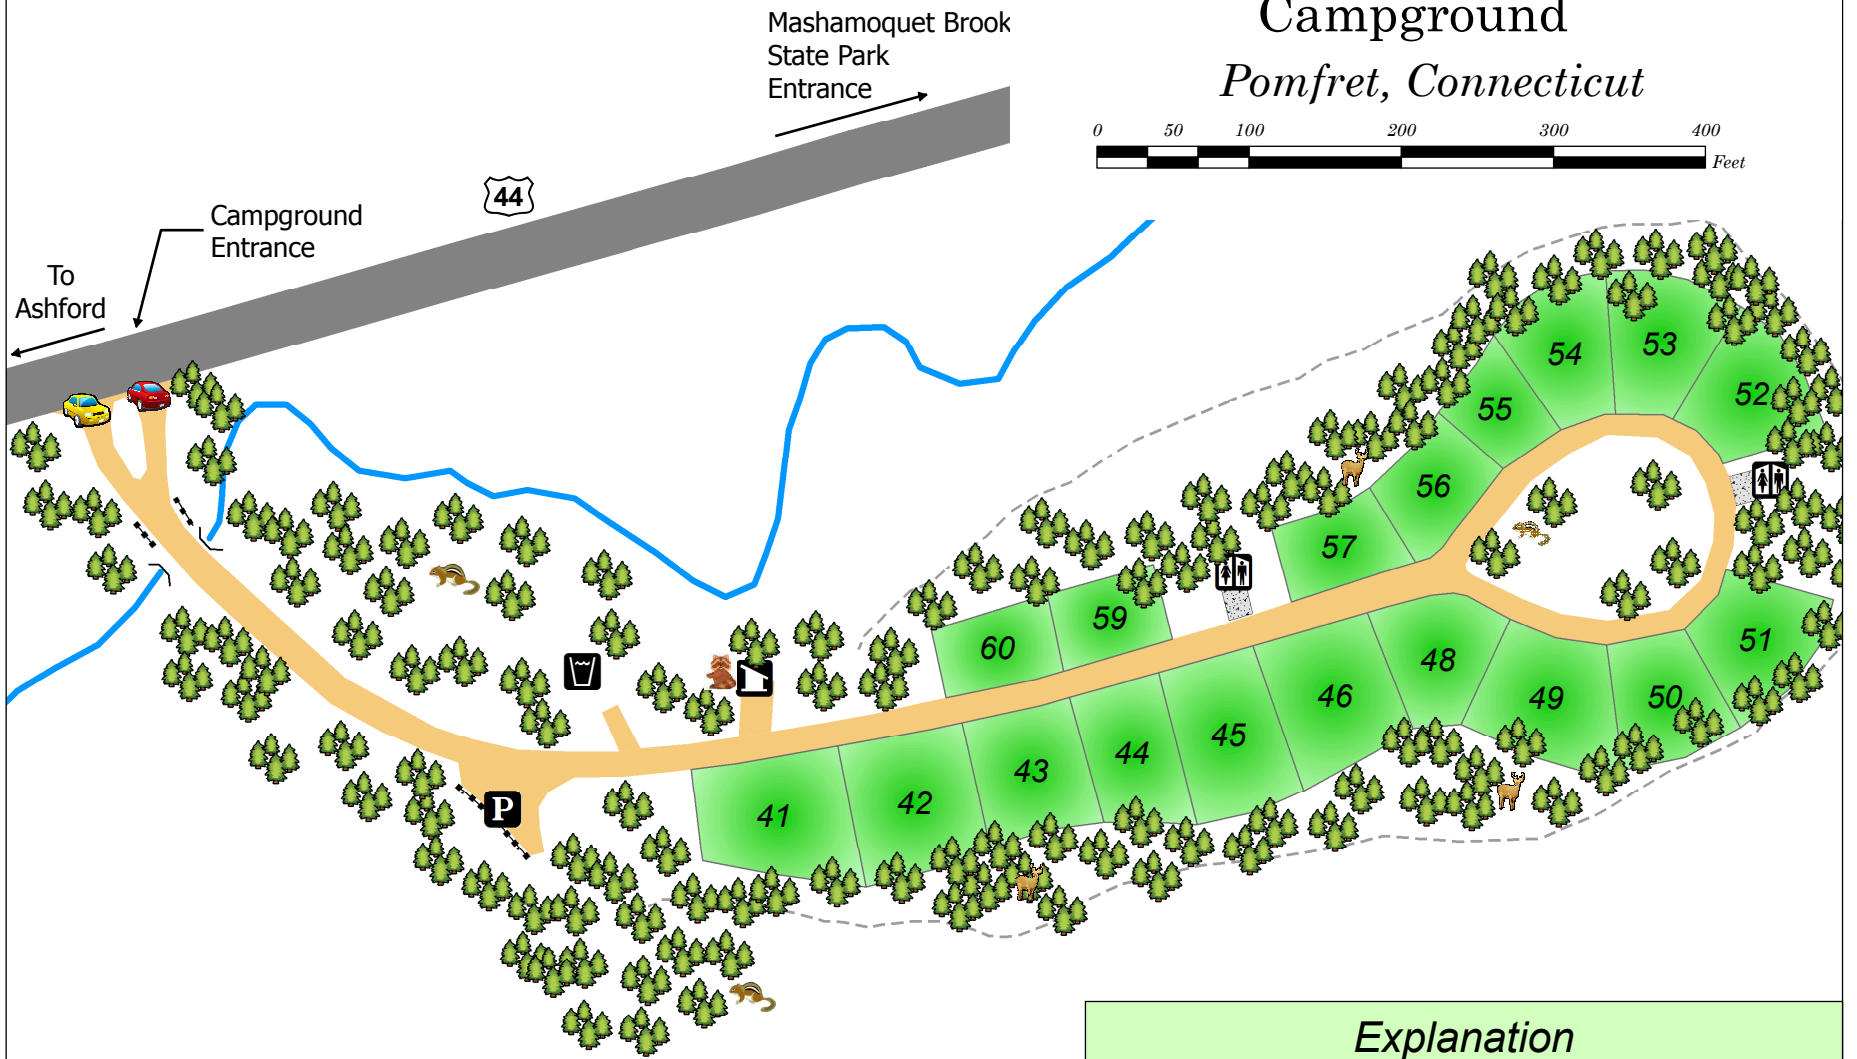 Mashamoquet Brook
State Park
Entrance
Campground
Pomfret, Connecticut
0 50 100 200 300 400
Feet
44
Campground
Entrance
To
Ashford
54
53
52
55
56
57
59
60
51
48
49
50
46
45
44
43
42
41
P
Explanation